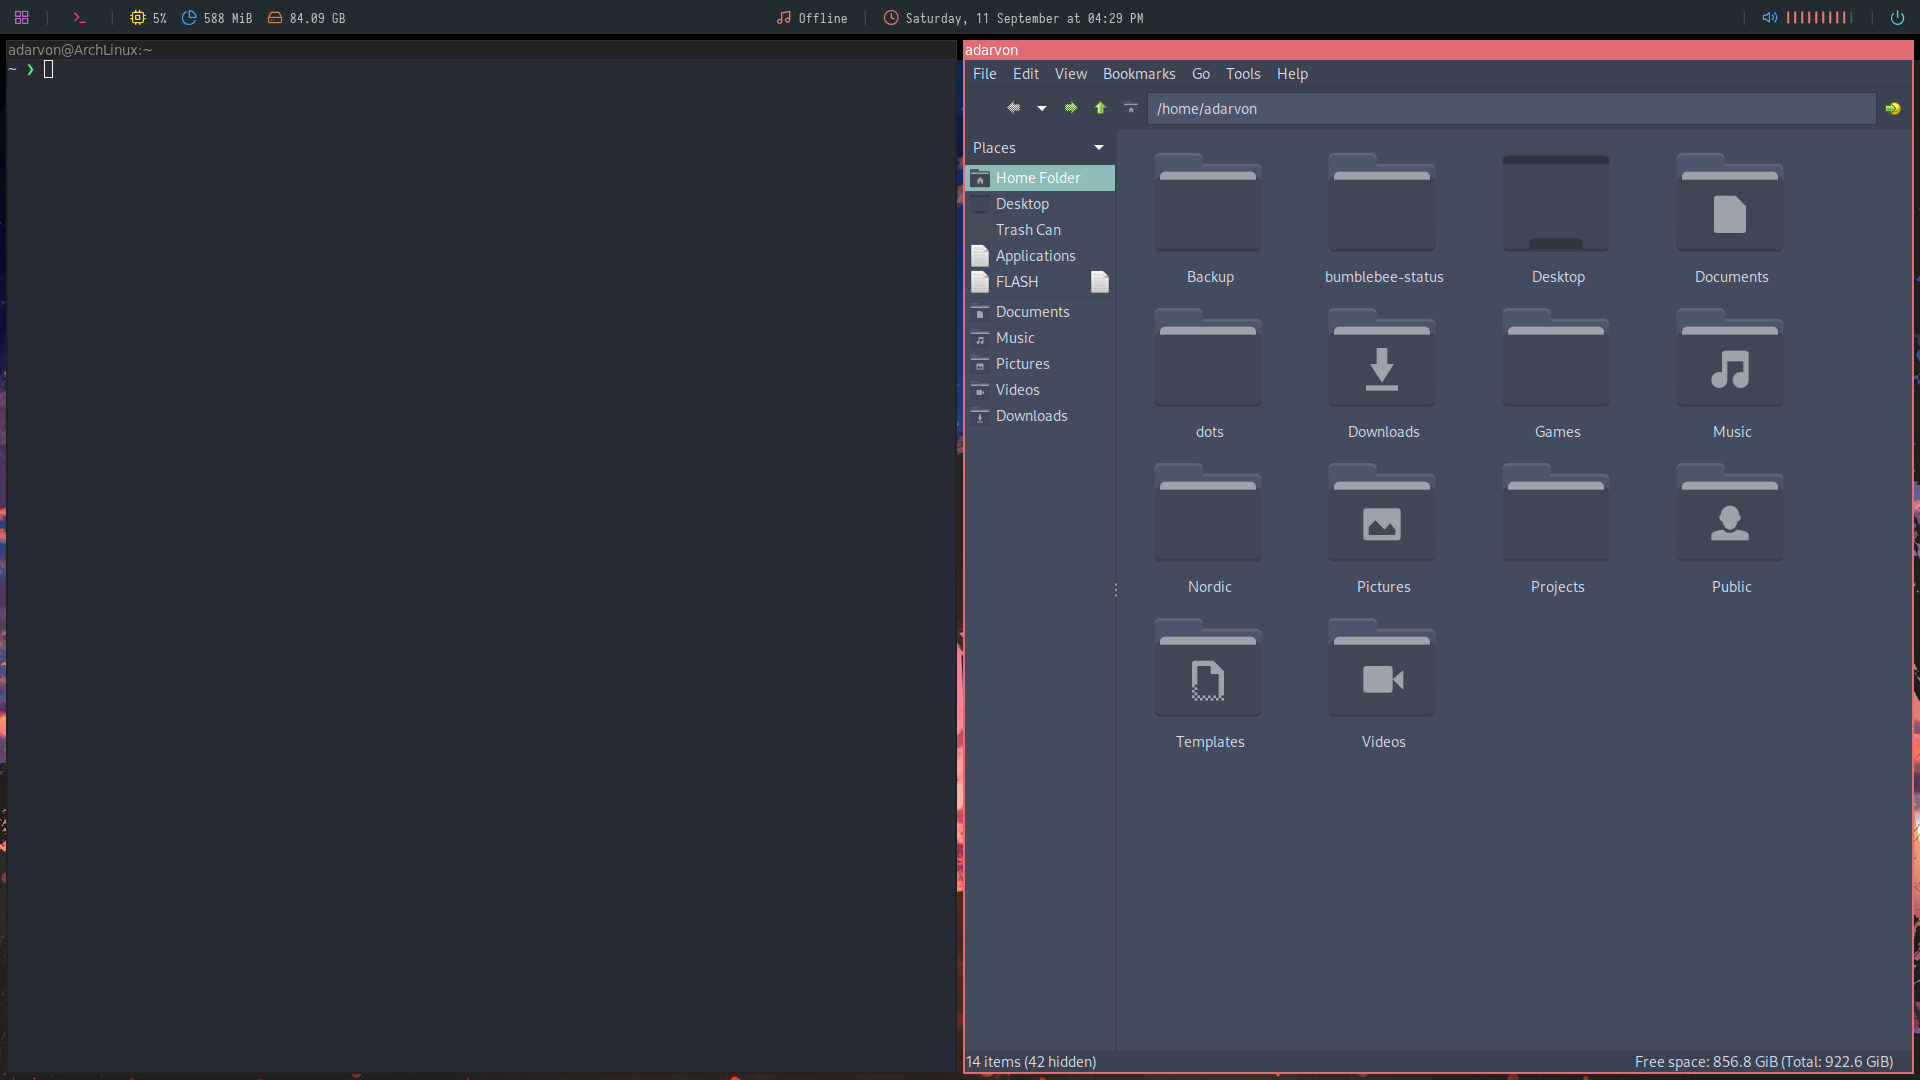 5% 588 MiB 84.09 GB Offline Saturday, 11 September at 04:29 PM
adarvon@ArchLinux:~
~ ❯
adarvon
File Edit View Bookmarks Go Tools Help
/home/adarvon
Places
Home Folder
Desktop
Trash Can
Applications
FLASH
Documents
Music
Pictures
Videos
Downloads
Backup bumblebee-status Desktop Documents
dots Downloads Games Music
Nordic Pictures Projects Public
Templates Videos
14 items (42 hidden) Free space: 856.8 GiB (Total: 922.6 GiB)